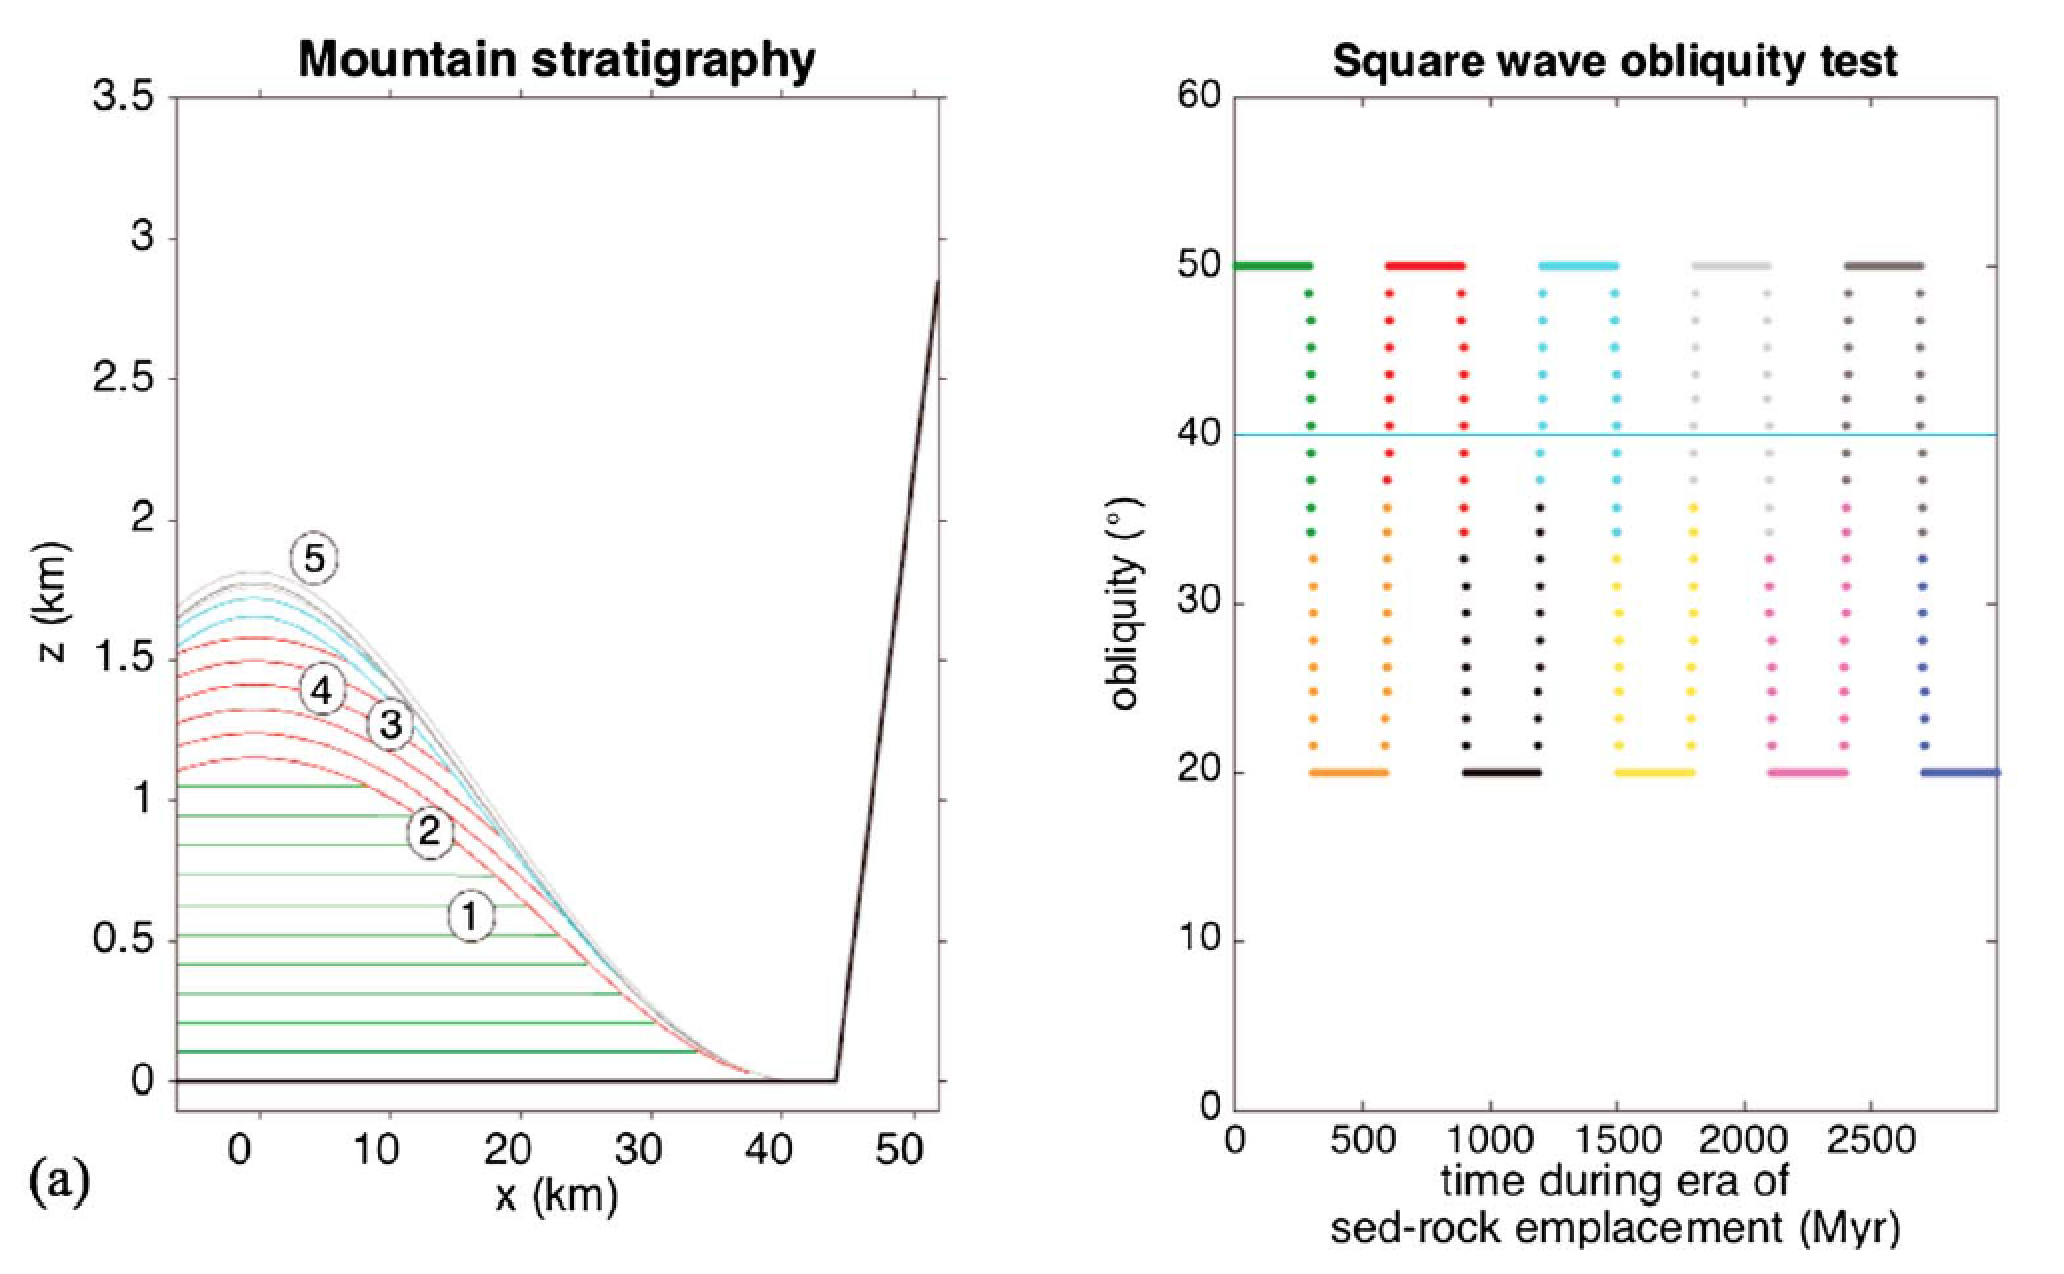 Mountain stratigraphy
3.5
3
2.5
2
1.5
1
0.5
0
z (km)
5
4
3
2
1
0 10 20 30 40 50
x (km)
(a)
Square wave obliquity test
60
50
40
30
20
10
0
obliquity (°)
0 500 1000 1500 2000 2500
time during era of
sed-rock emplacement (Myr)